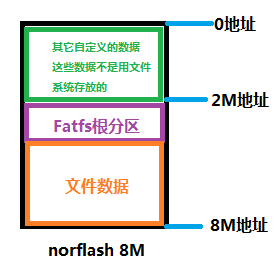 0地址
其它自定义的数据
这些数据不是用文件
系统存放的
2M地址
Fatfs根分区
文件数据
8M地址
norflash 8M